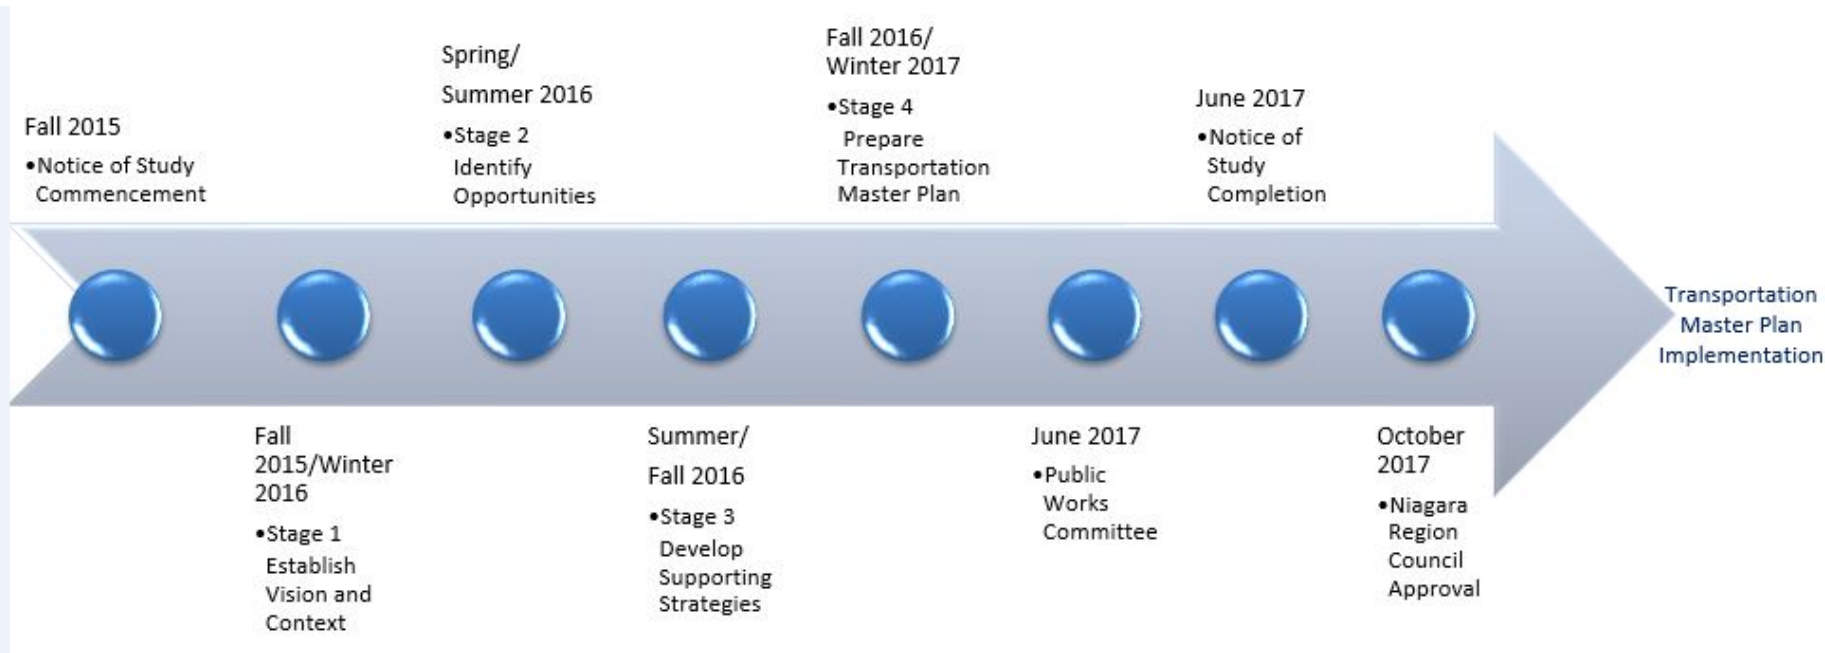 Fall 2015
•Notice of Study
Commencement
Fall
2015/Winter
2016
•Stage 1
Establish
Vision and
Context
Spring/
Summer 2016
•Stage 2
Identify
Opportunities
Summer/
Fall 2016
•Stage 3
Develop
Supporting
Strategies
Fall 2016/
Winter 2017
•Stage 4
Prepare
Transportation
Master Plan
June 2017
•Public
Works
Committee
June 2017
•Notice of
Study
Completion
October
2017
•Niagara
Region
Council
Approval
Transportation
Master Plan
Implementation